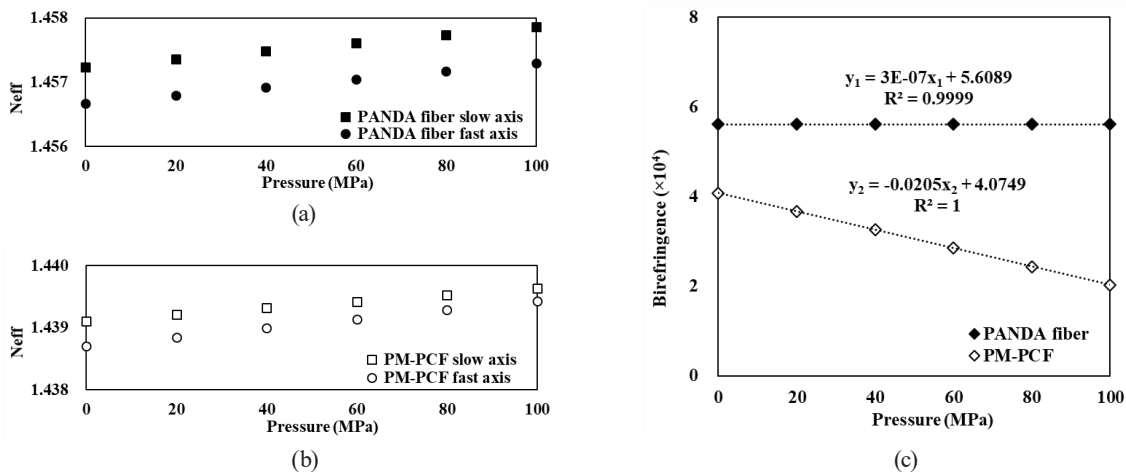 1.458
1.457
1.456
Neff
■ PANDA fiber slow axis
● PANDA fiber fast axis
0 20 40 60 80 100
Pressure (MPa)
(a)
1.440
1.439
1.438
Neff
□ PM-PCF slow axis
○ PM-PCF fast axis
0 20 40 60 80 100
Pressure (MPa)
(b)
8
6
4
2
0
Birefringence (×10⁴)
y₁ = 3E-07x₁ + 5.6089
R² = 0.9999
y₂ = -0.0205x₂ + 4.0749
R² = 1
◆ PANDA fiber
◇ PM-PCF
0 20 40 60 80 100
Pressure (MPa)
(c)